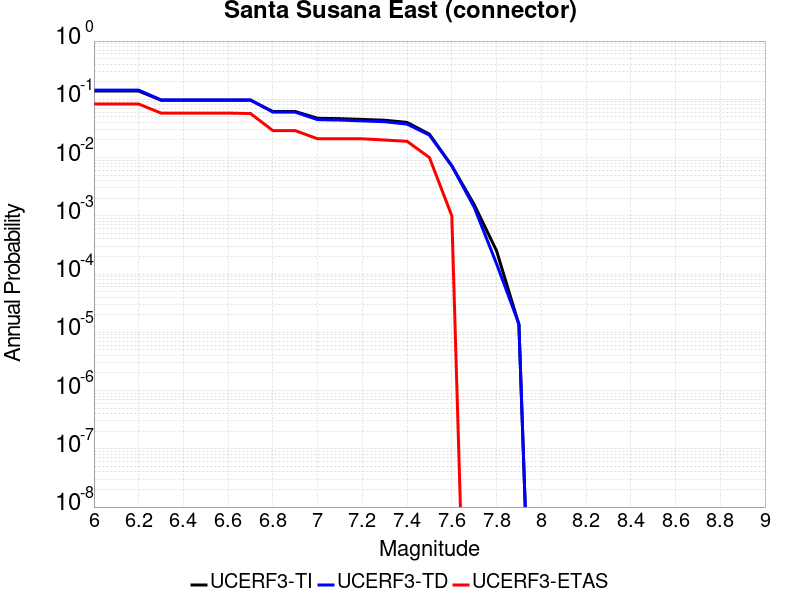 Santa Susana East (connector)
10^0
10^-1
10^-2
10^-3
10^-4
10^-5
10^-6
10^-7
10^-8
Annual Probability
6 6.2 6.4 6.6 6.8 7 7.2 7.4 7.6 7.8 8 8.2 8.4 8.6 8.8 9
Magnitude
UCERF3-TI UCERF3-TD UCERF3-ETAS